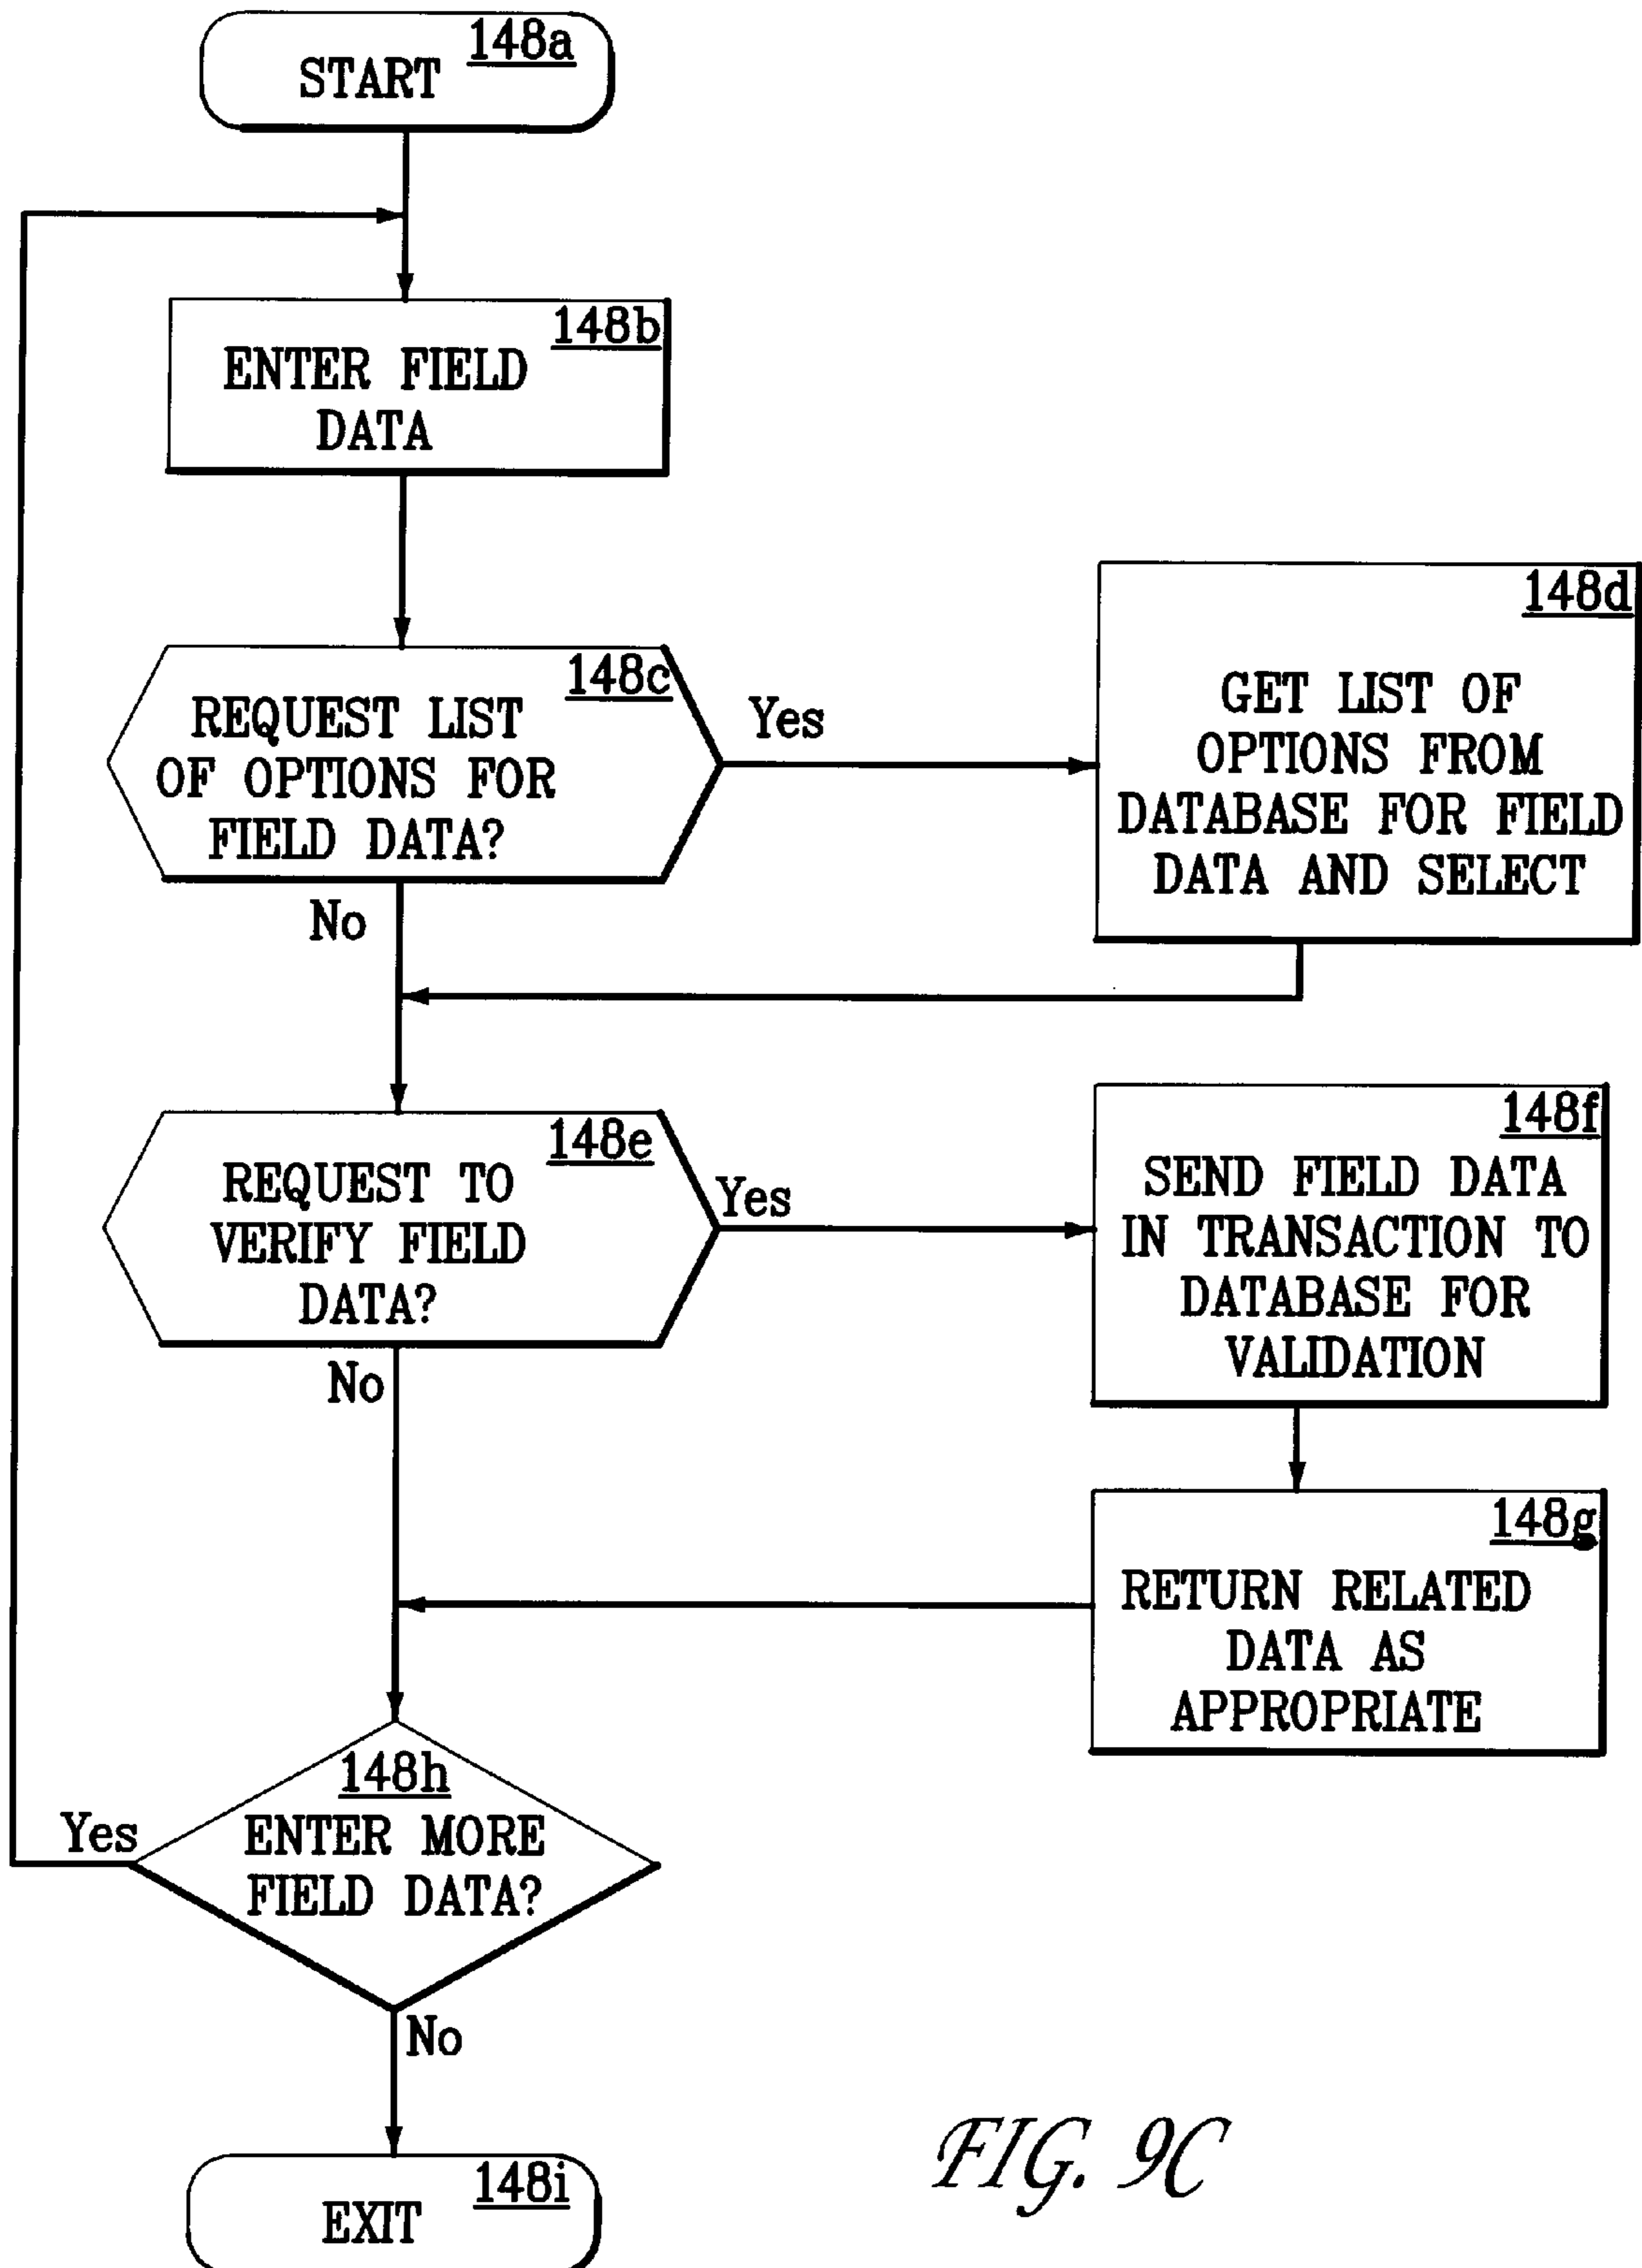 148a
START
148b
ENTER FIELD
DATA
148c
REQUEST LIST
OF OPTIONS FOR
FIELD DATA?
Yes
No
148d
GET LIST OF
OPTIONS FROM
DATABASE FOR FIELD
DATA AND SELECT
148e
REQUEST TO
VERIFY FIELD
DATA?
Yes
No
148f
SEND FIELD DATA
IN TRANSACTION TO
DATABASE FOR
VALIDATION
148g
RETURN RELATED
DATA AS
APPROPRIATE
148h
ENTER MORE
FIELD DATA?
Yes
No
148i
EXIT
FIG. 9C